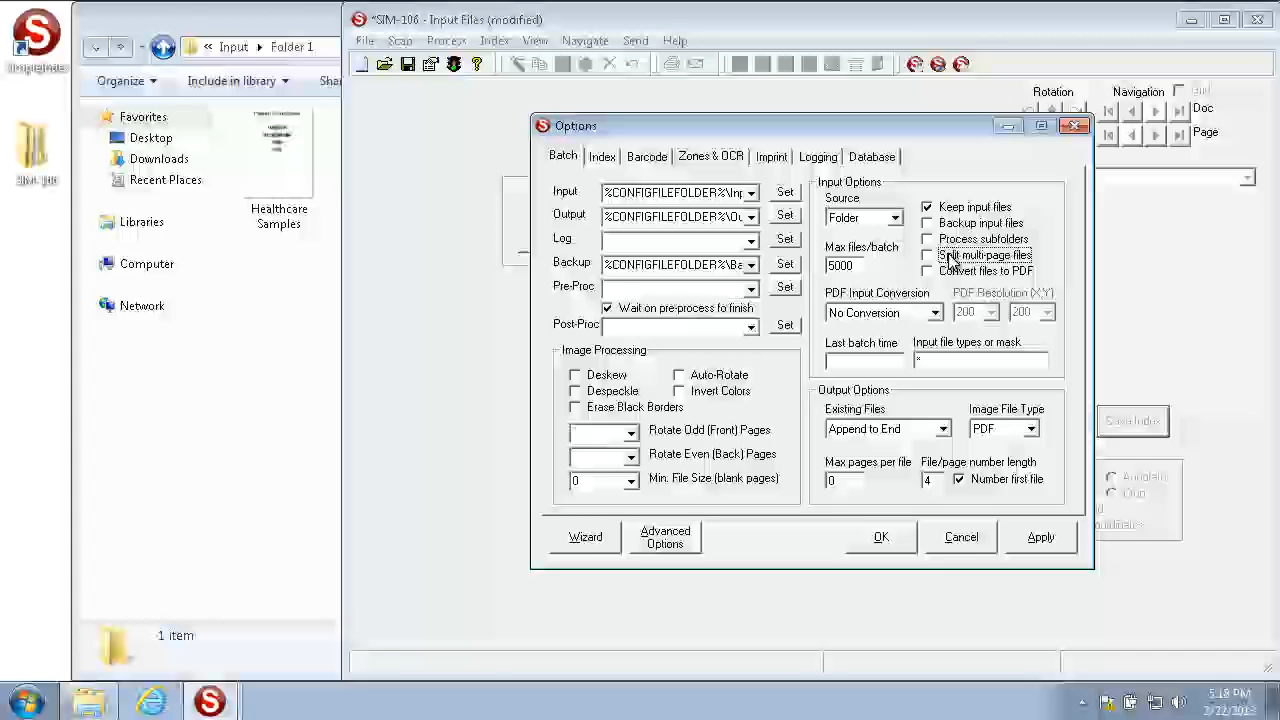 *SIM-106 - Input Files (modified)
File Scan Process Index View Navigate Send Help
Input Folder 1
Organize Include in library Shar
Favorites
Desktop
Downloads
Recent Places
Libraries
Computer
Network
Healthcare
Samples
SimpleIndex
SIM-106
1 item
Rotation
Navigation
Doc
Page
Options
Batch Index Barcode Zones & OCR Imprint Logging Database
Input %CONFIGFILEFOLDER%\Inp Set
Output %CONFIGFILEFOLDER%\Ou Set
Log Set
Backup %CONFIGFILEFOLDER%\Ba Set
Pre-Proc Set
Wait on pre-process to finish
Post-Proc Set
Image Processing
Deskew Auto-Rotate
Despeckle Invert Colors
Erase Black Borders
Rotate Odd (Front) Pages
Rotate Even (Back) Pages
0 Min. File Size (blank pages)
Input Options
Source
Folder
Keep input files
Backup input files
Process subfolders
Max files/batch
5000
multi-page files
Convert files to PDF
PDF Input Conversion PDF Resolution (X,Y)
No Conversion 200 200
Last batch time Input file types or mask
*
Output Options
Existing Files Image File Type
Append to End PDF
Max pages per file File/page number length
0 4 Number first file
Wizard
Advanced
Options
OK Cancel Apply
Save Index
5:18 PM
2/22/2013